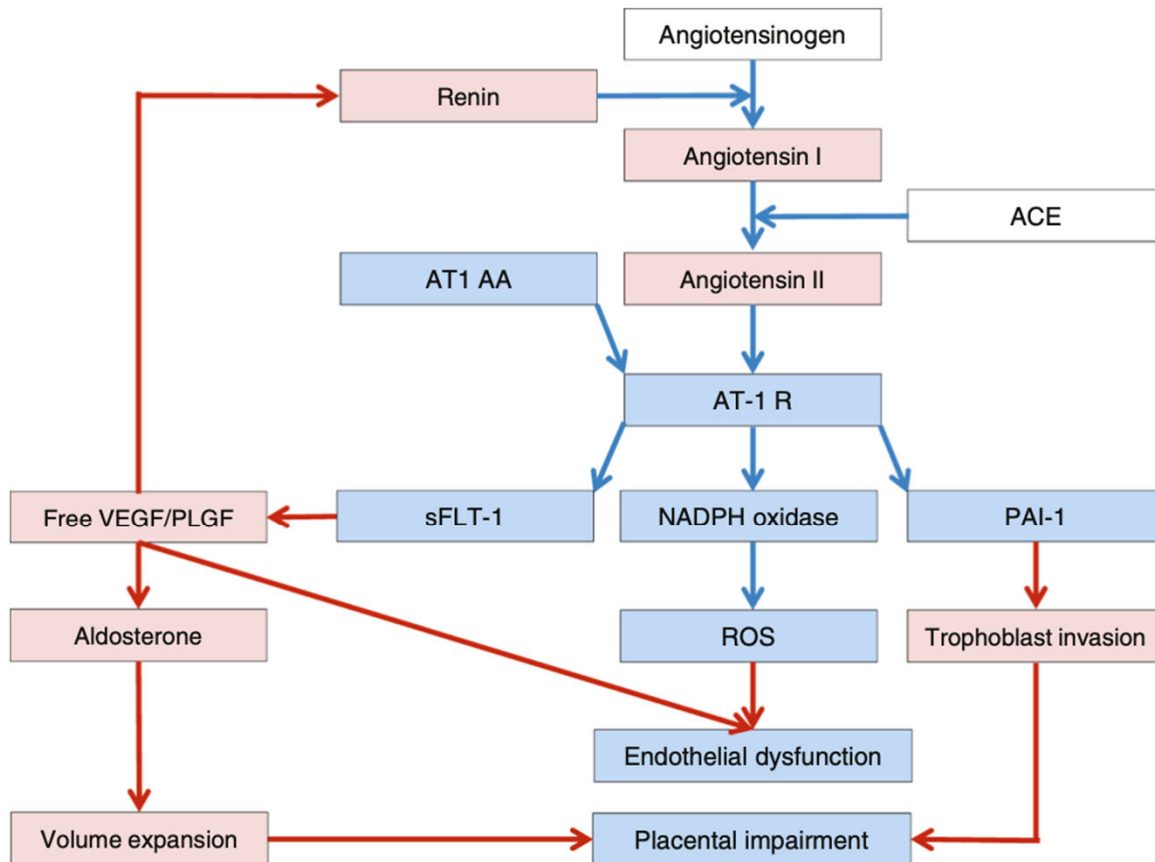 Angiotensinogen
Renin
Angiotensin I
ACE
AT1 AA
Angiotensin II
AT-1 R
Free VEGF/PLGF
sFLT-1
NADPH oxidase
PAI-1
Aldosterone
ROS
Trophoblast invasion
Endothelial dysfunction
Volume expansion
Placental impairment